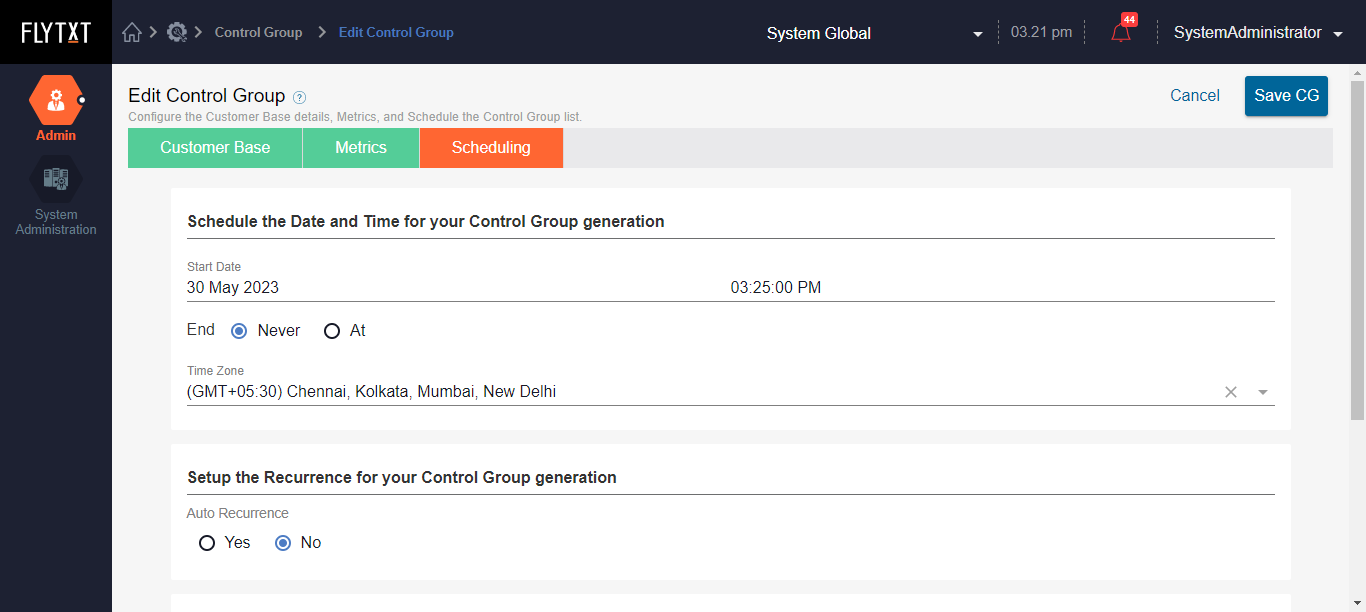 FLYTXT
Control Group
Edit Control Group
System Global
03.21 pm
44
SystemAdministrator
Admin
System
Administration
Edit Control Group ?
Cancel
Save CG
Configure the Customer Base details, Metrics, and Schedule the Control Group list.
Customer Base
Metrics
Scheduling
Schedule the Date and Time for your Control Group generation
Start Date
30 May 2023
03:25:00 PM
End
Never
At
Time Zone
(GMT+05:30) Chennai, Kolkata, Mumbai, New Delhi
Setup the Recurrence for your Control Group generation
Auto Recurrence
Yes
No